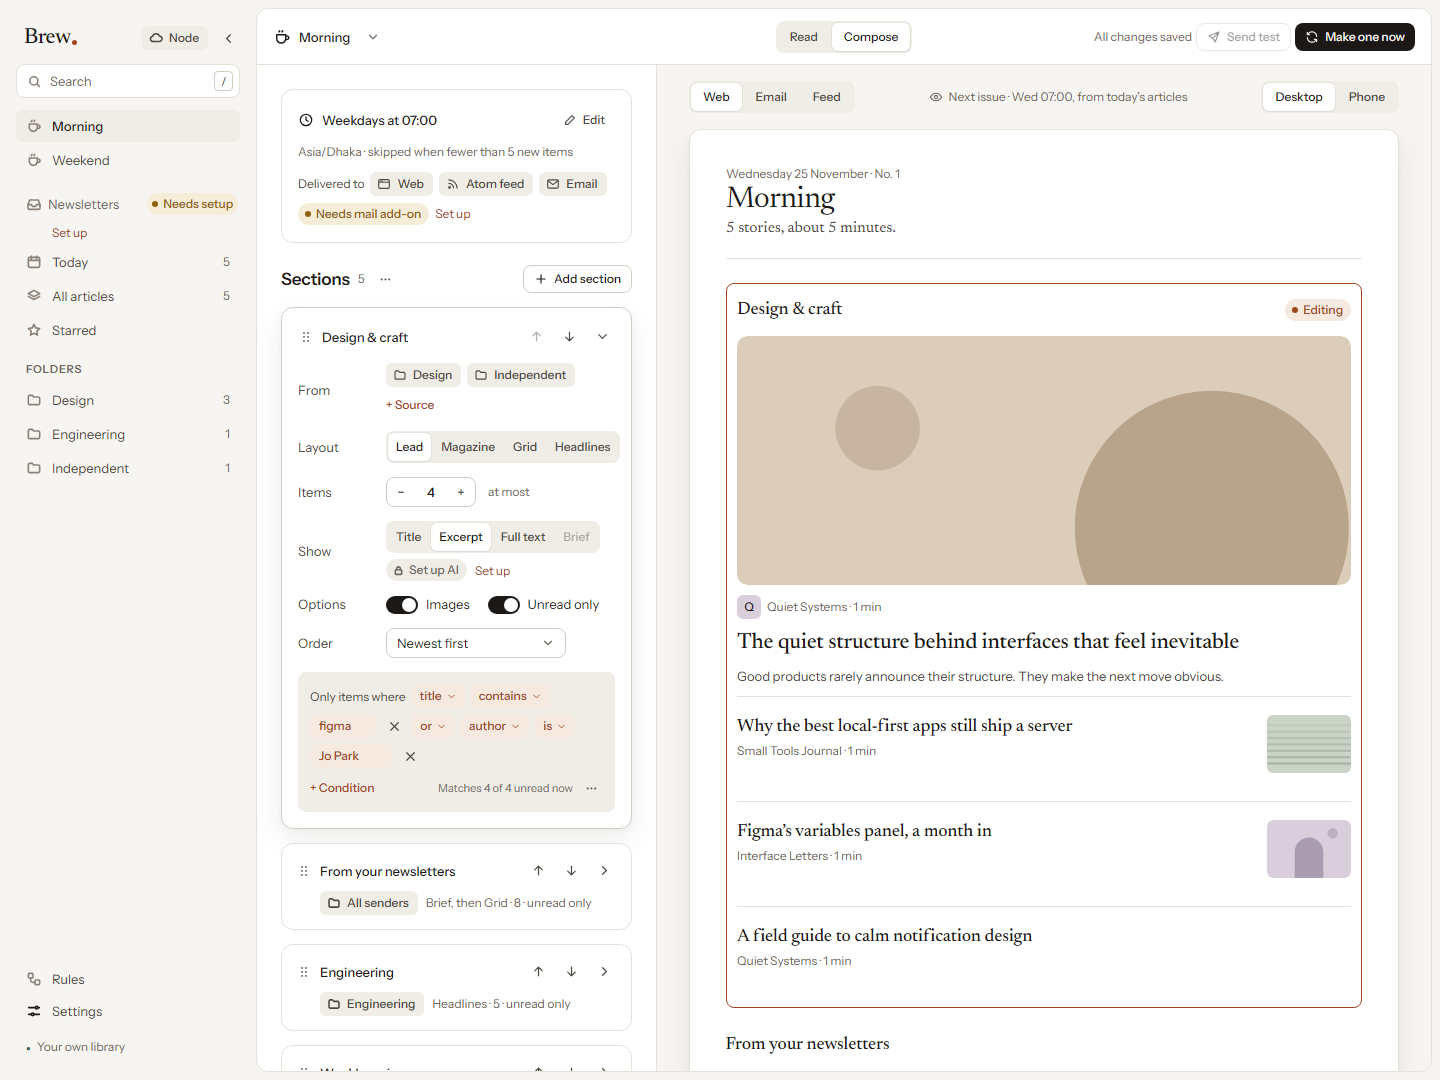 Brew.
Node
Search
/
Morning
Weekend
Newsletters
Needs setup
Set up
Today
5
All articles
5
Starred
FOLDERS
Design
3
Engineering
1
Independent
1
Rules
Settings
Your own library
Morning
Read
Compose
All changes saved
Send test
Make one now
Weekdays at 07:00
Edit
Asia/Dhaka · skipped when fewer than 5 new items
Delivered to
Web
Atom feed
Email
Needs mail add-on
Set up
Sections
5
Add section
Design & craft
From
Design
Independent
+ Source
Layout
Lead
Magazine
Grid
Headlines
Items
−
4
+
at most
Show
Title
Excerpt
Full text
Brief
Set up AI
Set up
Options
Images
Unread only
Order
Newest first
Only items where
title
contains
figma
or
author
is
Jo Park
+ Condition
Matches 4 of 4 unread now
From your newsletters
All senders
Brief, then Grid · 8 · unread only
Engineering
Engineering
Headlines · 5 · unread only
Web
Email
Feed
Next issue · Wed 07:00, from today's articles
Desktop
Phone
Wednesday 25 November · No. 1
Morning
5 stories, about 5 minutes.
Design & craft
Editing
Q
Quiet Systems · 1 min
The quiet structure behind interfaces that feel inevitable
Good products rarely announce their structure. They make the next move obvious.
Why the best local-first apps still ship a server
Small Tools Journal · 1 min
Figma's variables panel, a month in
Interface Letters · 1 min
A field guide to calm notification design
Quiet Systems · 1 min
From your newsletters